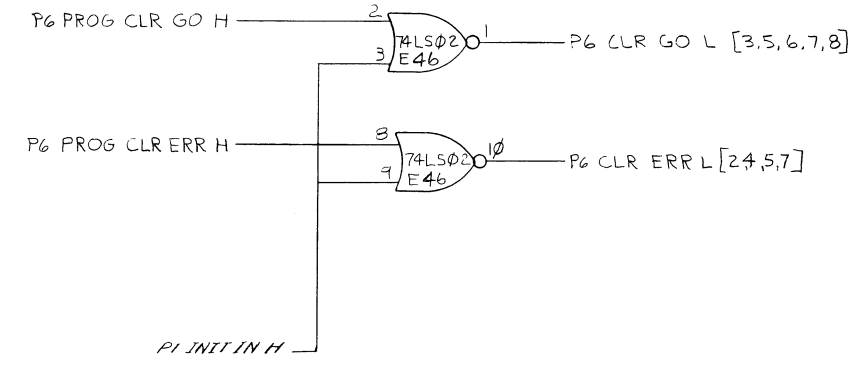 P6 PROG CLR GO H
2
3
74LSØ2
E46
1
P6 CLR GO L [3,5,6,7,8]
P6 PROG CLR ERR H
8
9
74LSØ2
E46
1Ø
P6 CLR ERR L [2,4,5,7]
P1 INIT IN H